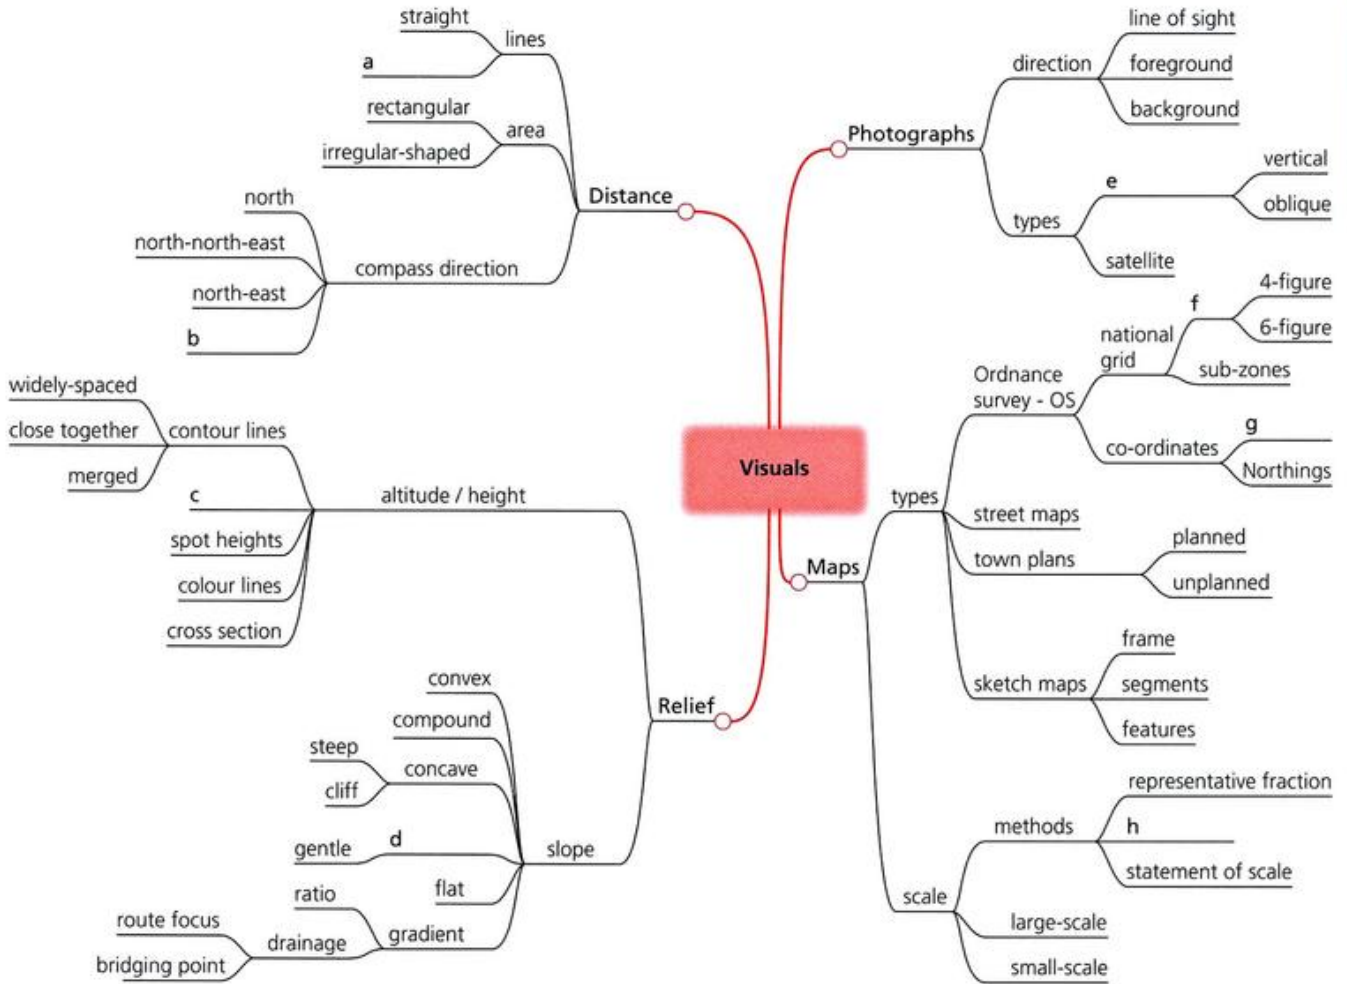 straight
lines
a
rectangular
area
irregular-shaped
Distance
north
north-north-east
compass direction
north-east
b
widely-spaced
close together
contour lines
merged
c
altitude / height
spot heights
colour lines
cross section
Relief
convex
compound
steep
concave
cliff
gentle
d
slope
flat
ratio
route focus
drainage
gradient
bridging point
Visuals
Photographs
direction
line of sight
foreground
background
types
e
vertical
oblique
satellite
Maps
types
Ordnance
survey - OS
national
grid
f
4-figure
6-figure
sub-zones
co-ordinates
g
Northings
street maps
town plans
planned
unplanned
sketch maps
frame
segments
features
scale
methods
representative fraction
h
statement of scale
large-scale
small-scale